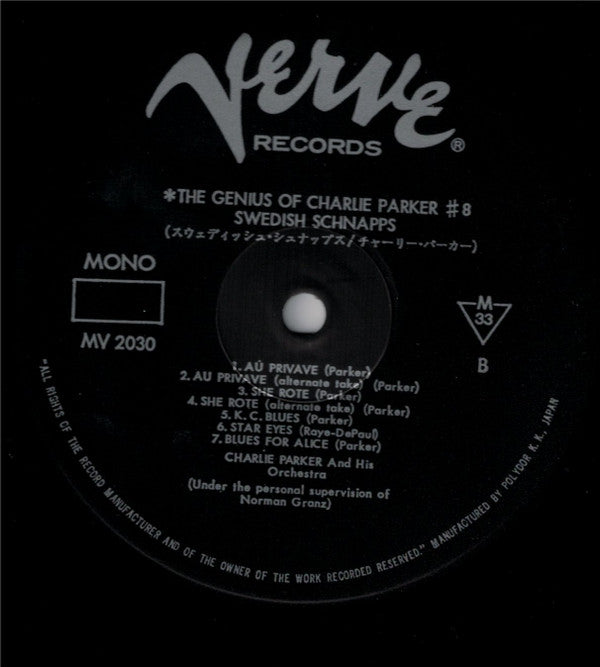 Verve
RECORDS ®
*THE GENIUS OF CHARLIE PARKER #8
SWEDISH SCHNAPPS
(スウェディッシュ・シュナップス/チャーリー・パーカー)
MONO
MV 2030
M
33
B
1. AÚ PRIVAVE (Parker)
2. AU PRIVAVE (alternate take) (Parker)
3. SHE ROTE (Parker)
4. SHE ROTE (alternate take) (Parker)
5. K. C. BLUES (Parker)
6. STAR EYES (Raye-DePaul)
7. BLUES FOR ALICE (Parker)
CHARLIE PARKER And His
Orchestra
(Under the personal supervision of
Norman Granz)
"ALL RIGHTS OF THE RECORD MANUFACTURER AND OF THE OWNER OF THE WORK RECORDED RESERVED." MANUFACTURED BY POLYDOR K. K., JAPAN